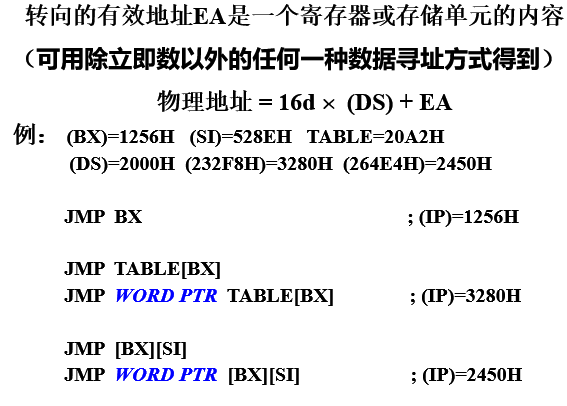 转向的有效地址EA是一个寄存器或存储单元的内容
（可用除立即数以外的任何一种数据寻址方式得到）
物理地址 = 16d × (DS) + EA
例： (BX)=1256H (SI)=528EH TABLE=20A2H
(DS)=2000H (232F8H)=3280H (264E4H)=2450H
JMP BX ; (IP)=1256H
JMP TABLE[BX]
JMP WORD PTR TABLE[BX] ; (IP)=3280H
JMP [BX][SI]
JMP WORD PTR [BX][SI] ; (IP)=2450H